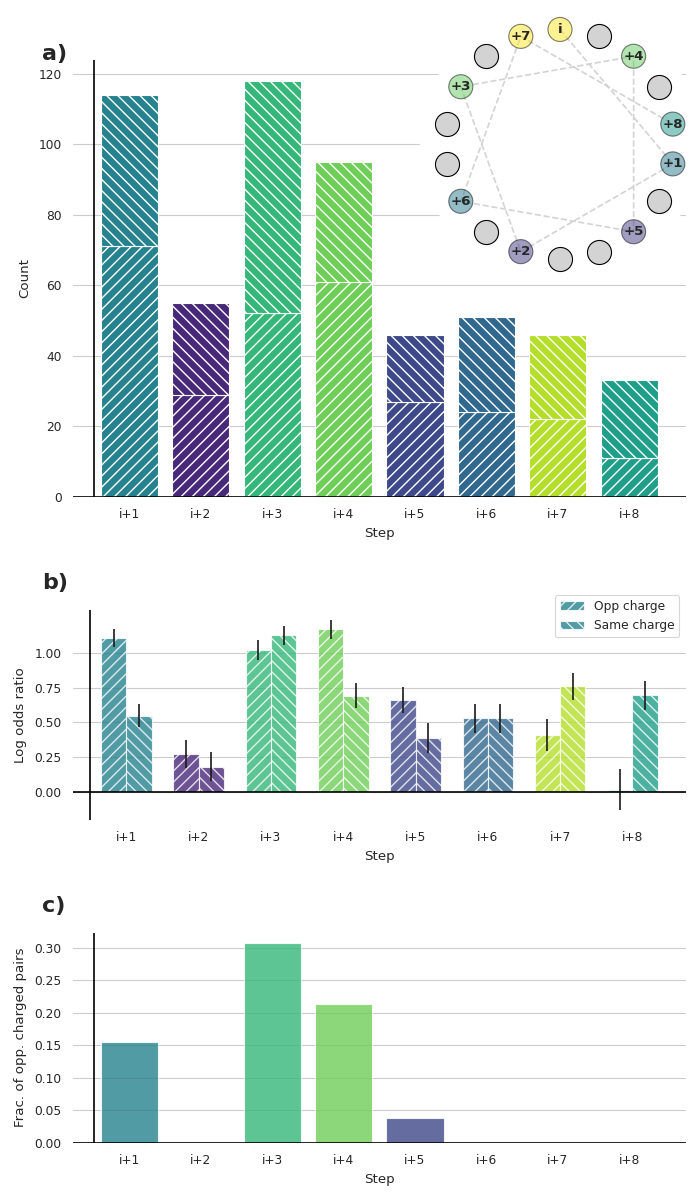 a)
+7 i
+4
+3
+8
+1
+6
+5
+2
120
100
80
60
40
20
0
Count
i+1 i+2 i+3 i+4 i+5 i+6 i+7 i+8
Step
b)
Opp charge
Same charge
1.00
0.75
0.50
0.25
0.00
Log odds ratio
i+1 i+2 i+3 i+4 i+5 i+6 i+7 i+8
Step
c)
0.30
0.25
0.20
0.15
0.10
0.05
0.00
Frac. of opp. charged pairs
i+1 i+2 i+3 i+4 i+5 i+6 i+7 i+8
Step